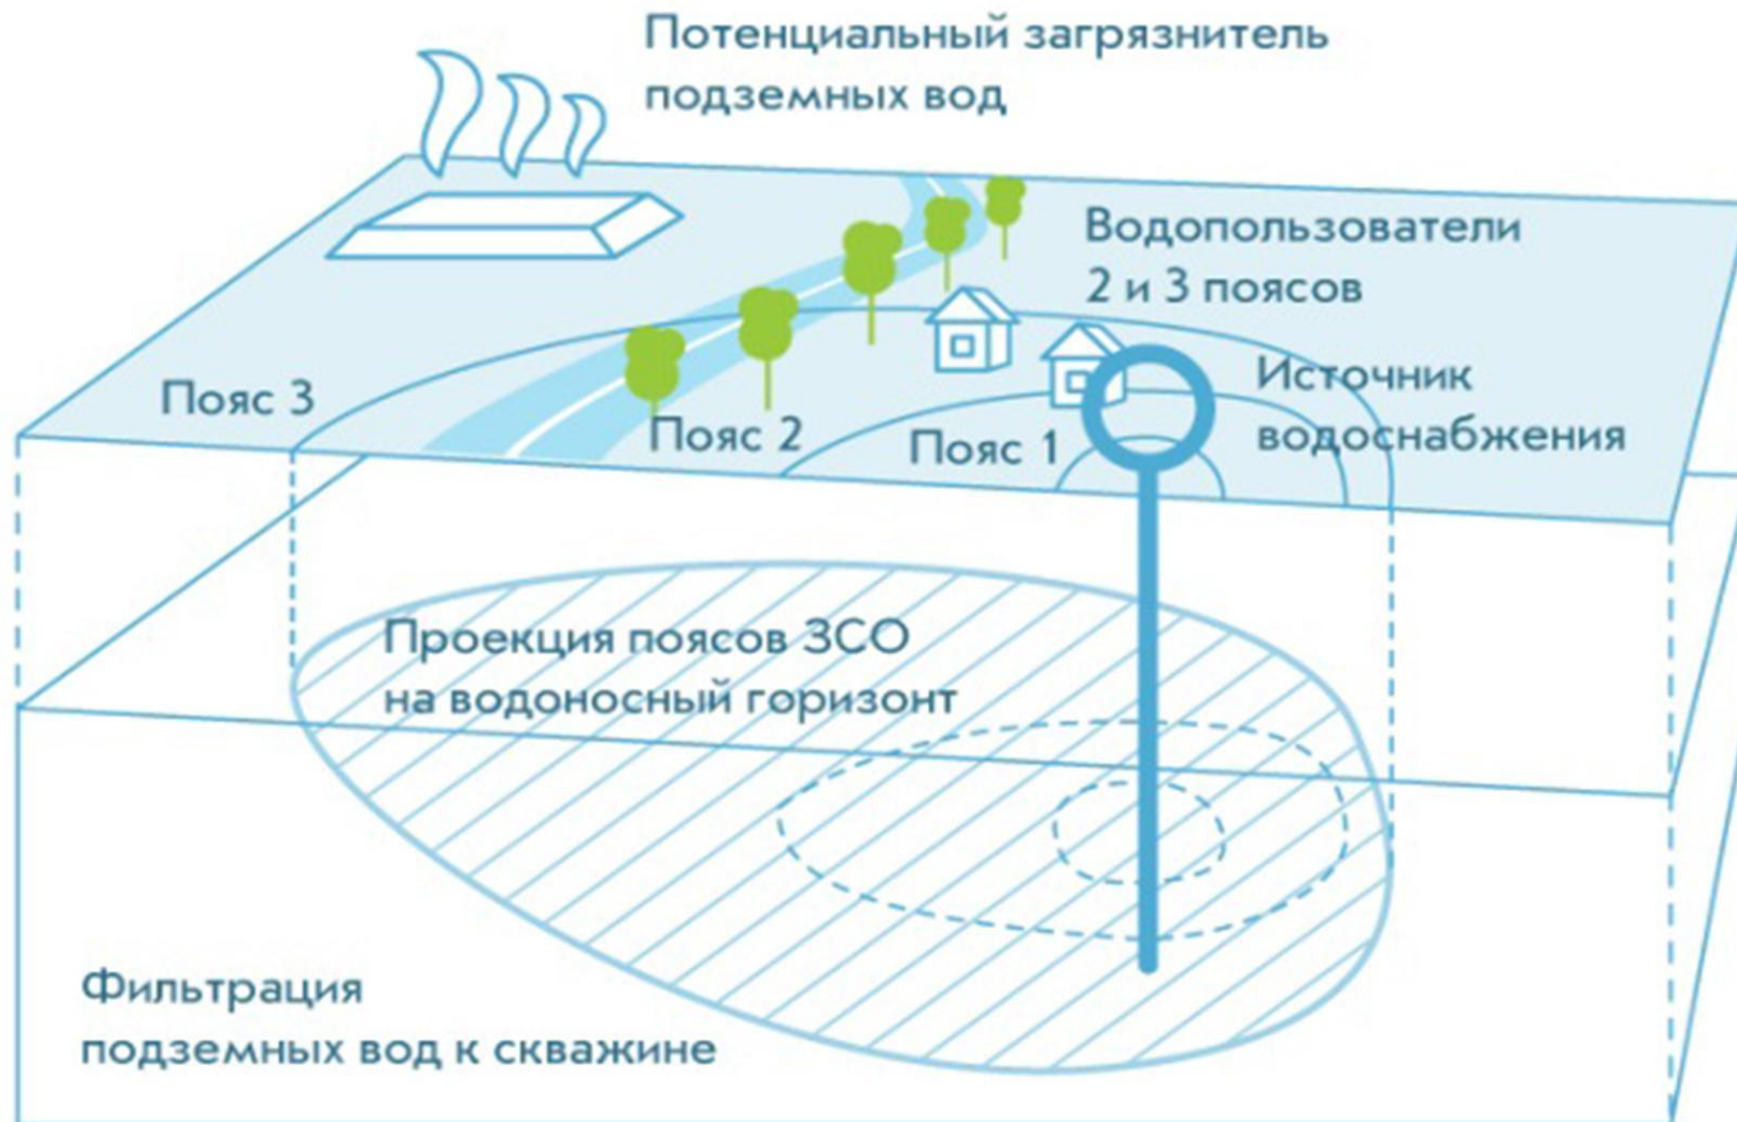 Потенциальный загрязнитель
подземных вод
Водопользователи
2 и 3 поясов
Источник
водоснабжения
Пояс 3
Пояс 2
Пояс 1
Проекция поясов ЗСО
на водоносный горизонт
Фильтрация
подземных вод к скважине